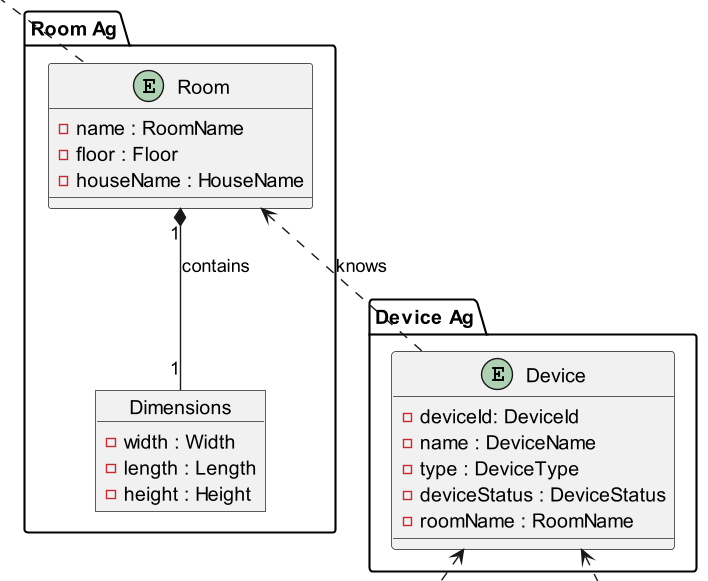 Room Ag
E Room
name : RoomName
floor : Floor
houseName : HouseName
1
contains
knows
1
Dimensions
width : Width
length : Length
height : Height
Device Ag
E Device
deviceId: DeviceId
name : DeviceName
type : DeviceType
deviceStatus : DeviceStatus
roomName : RoomName